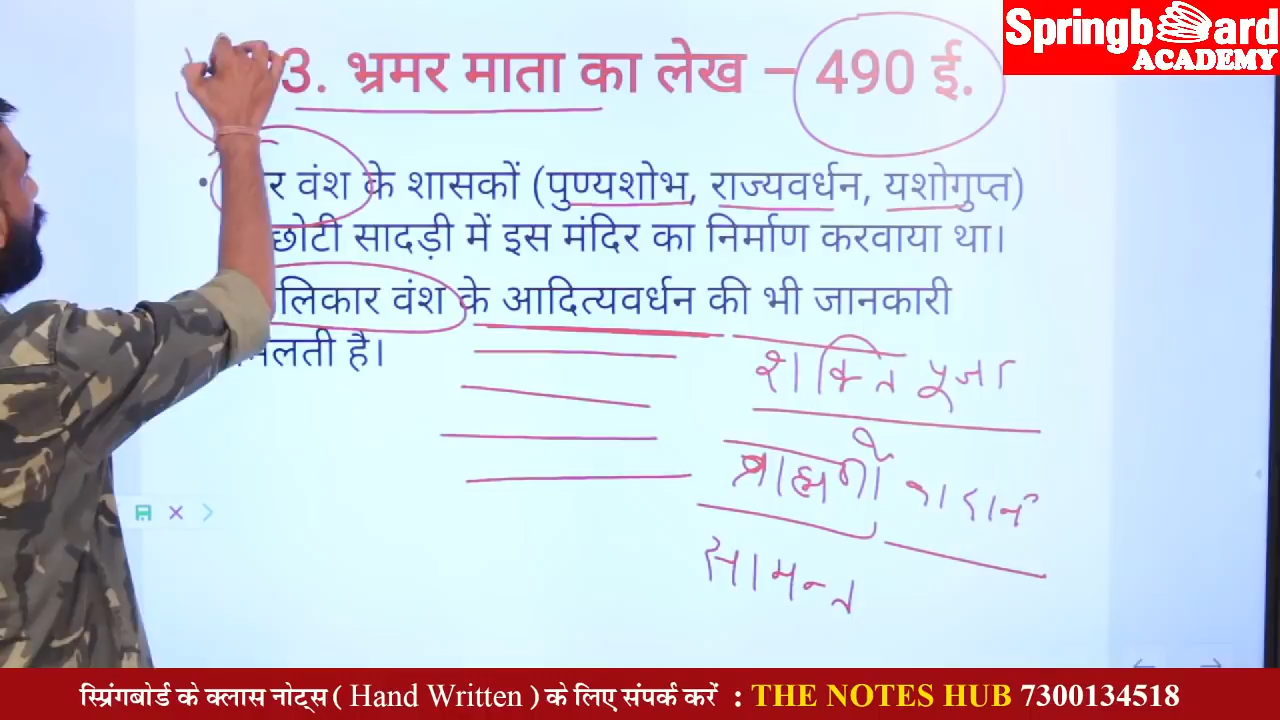 Springboard
ACADEMY
3. भ्रमर माता का लेख – 490 ई.
• र वंश के शासकों (पुण्यशोभ, राज्यवर्धन, यशोगुप्त)
छोटी सादड़ी में इस मंदिर का निर्माण करवाया था।
लिकार वंश के आदित्यवर्धन की भी जानकारी
मिलती है।
शक्ति पूजा
ब्राह्मणों का दान
सामन्त
स्प्रिंगबोर्ड के क्लास नोट्स ( Hand Written ) के लिए संपर्क करें : THE NOTES HUB 7300134518